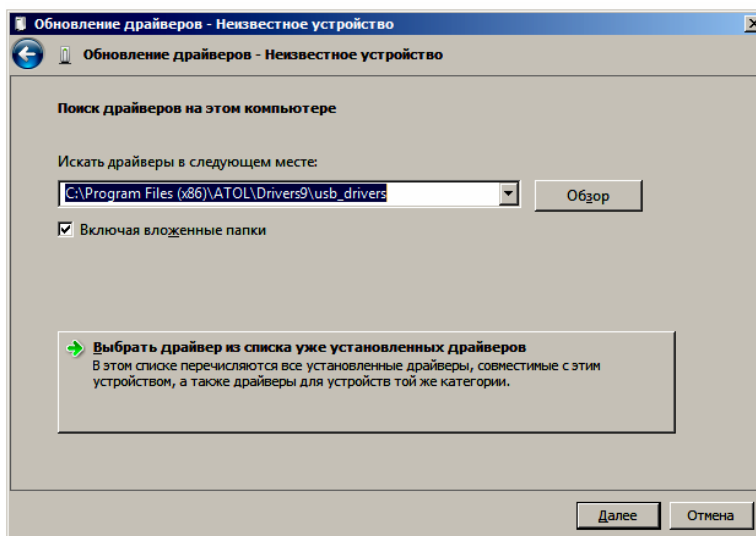 Обновление драйверов - Неизвестное устройство
Обновление драйверов - Неизвестное устройство
Поиск драйверов на этом компьютере
Искать драйверы в следующем месте:
C:\Program Files (x86)\ATOL\Drivers9\usb_drivers
Обзор
Включая вложенные папки
Выбрать драйвер из списка уже установленных драйверов
В этом списке перечисляются все установленные драйверы, совместимые с этим
устройством, а также драйверы для устройств той же категории.
Далее
Отмена